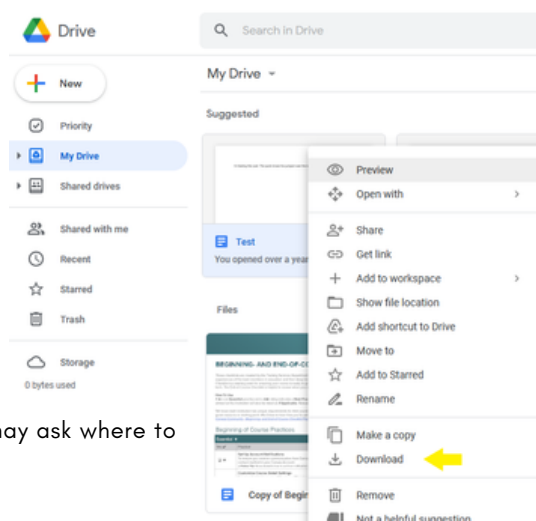 Drive
Search in Drive
New
My Drive
Suggested
Priority
My Drive
Shared drives
Shared with me
Recent
Starred
Trash
Storage
0 bytes used
Test
You opened over a year
Files
BEGINNING- AND END-OF-CO
Beginning of Course Practices
Copy of Begin
Preview
Open with
Share
Get link
Add to workspace
Show file location
Add shortcut to Drive
Move to
Add to Starred
Rename
Make a copy
Download
Remove
Not a helpful suggestion
may ask where to